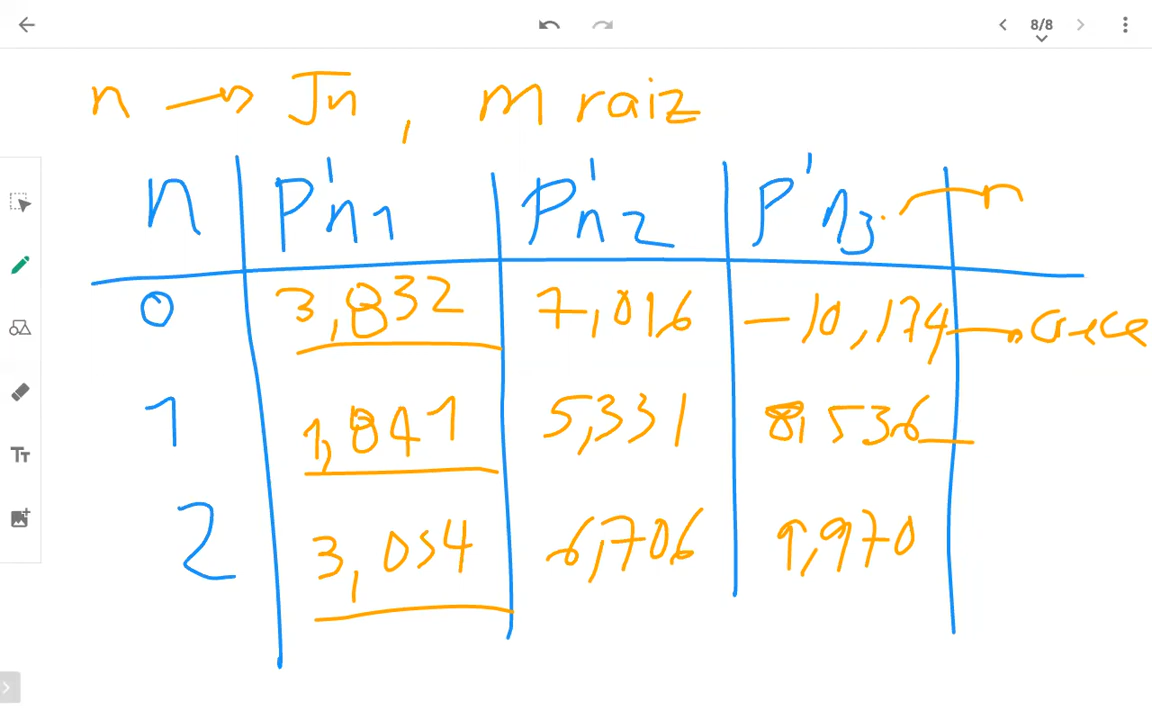 8/8
n → Jn, m raiz
n P'n1 P'n2 P'n3 n
0 3,832 7,016 -10,174 → crece
1 1,841 5,331 8,536
2 3,054 6,706 9,970
Tт